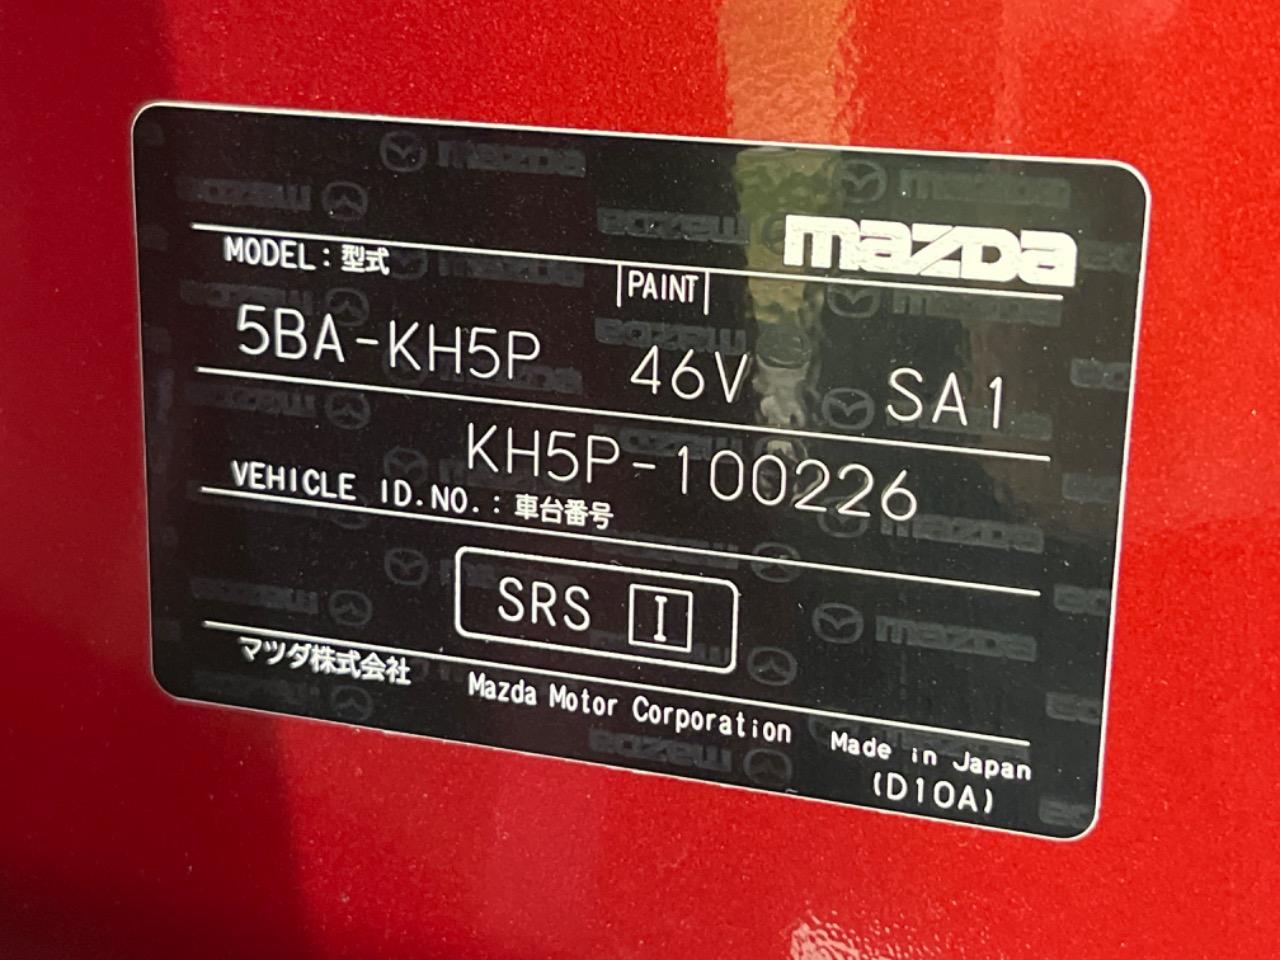 mazda
MODEL：型式
PAINT
5BA-KH5P 46V SA1
KH5P-100226
VEHICLE ID.NO.：車台番号
SRS I
マツダ株式会社 Mazda Motor Corporation Made in Japan
(D10A)